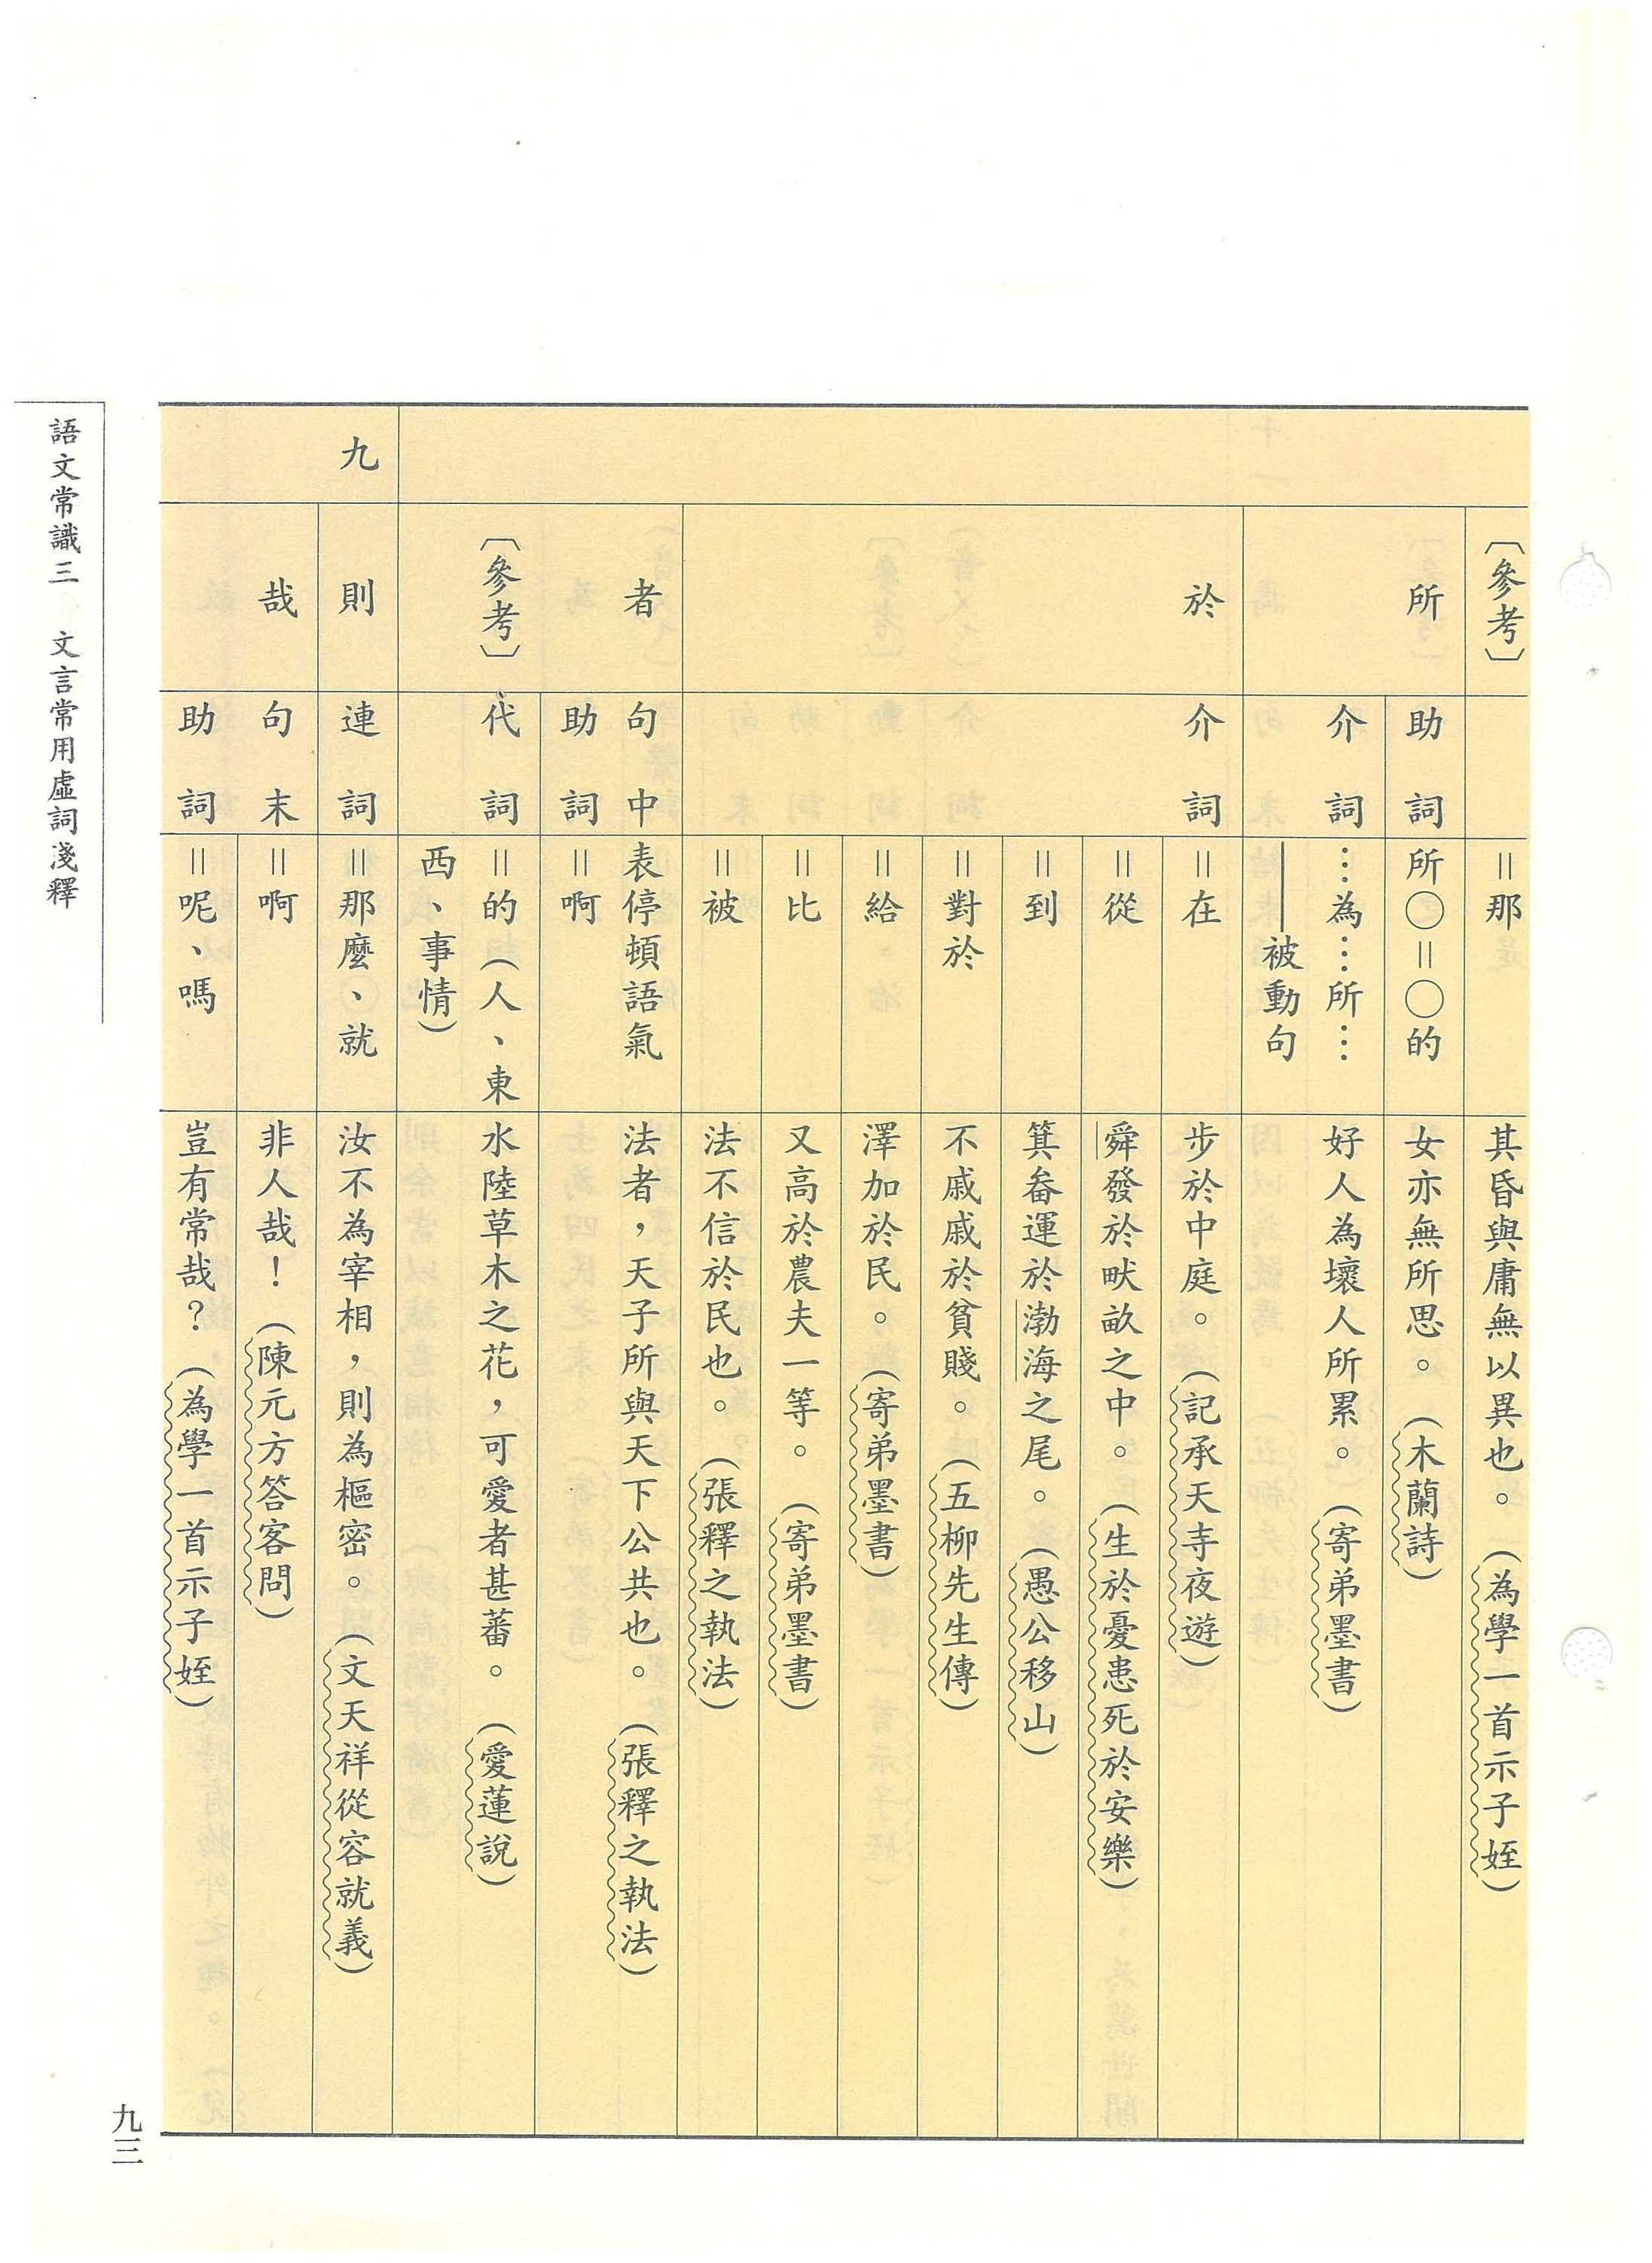 〔參考〕
=那
其昏與庸無以異也。(為學一首示子姪)
所
助詞
所○=○的
女亦無所思。(木蘭詩)
介詞
…為…所…
——被動句
好人為壞人所累。(寄弟墨書)
於
介詞
=在
步於中庭。(記承天寺夜遊)
=從
舜發於畎畝之中。(生於憂患死於安樂)
=到
箕畚運於渤海之尾。(愚公移山)
=對於
不戚戚於貧賤。(五柳先生傳)
=給
澤加於民。(寄弟墨書)
=比
又高於農夫一等。(寄弟墨書)
=被
法不信於民也。(張釋之執法)
者
〔參考〕
句中
助詞
表停頓語氣
=啊
法者,天子所與天下公共也。(張釋之執法)
代詞
=的(人、東
西、事情)
水陸草木之花,可愛者甚蕃。(愛蓮說)
九
則
連詞
=那麼、就
汝不為宰相,則為樞密。(文天祥從容就義)
哉
句末
助詞
=啊
非人哉!(陳元方答客問)
=呢、嗎
豈有常哉?(為學一首示子姪)
語文常識三 文言常用虛詞淺釋
九三